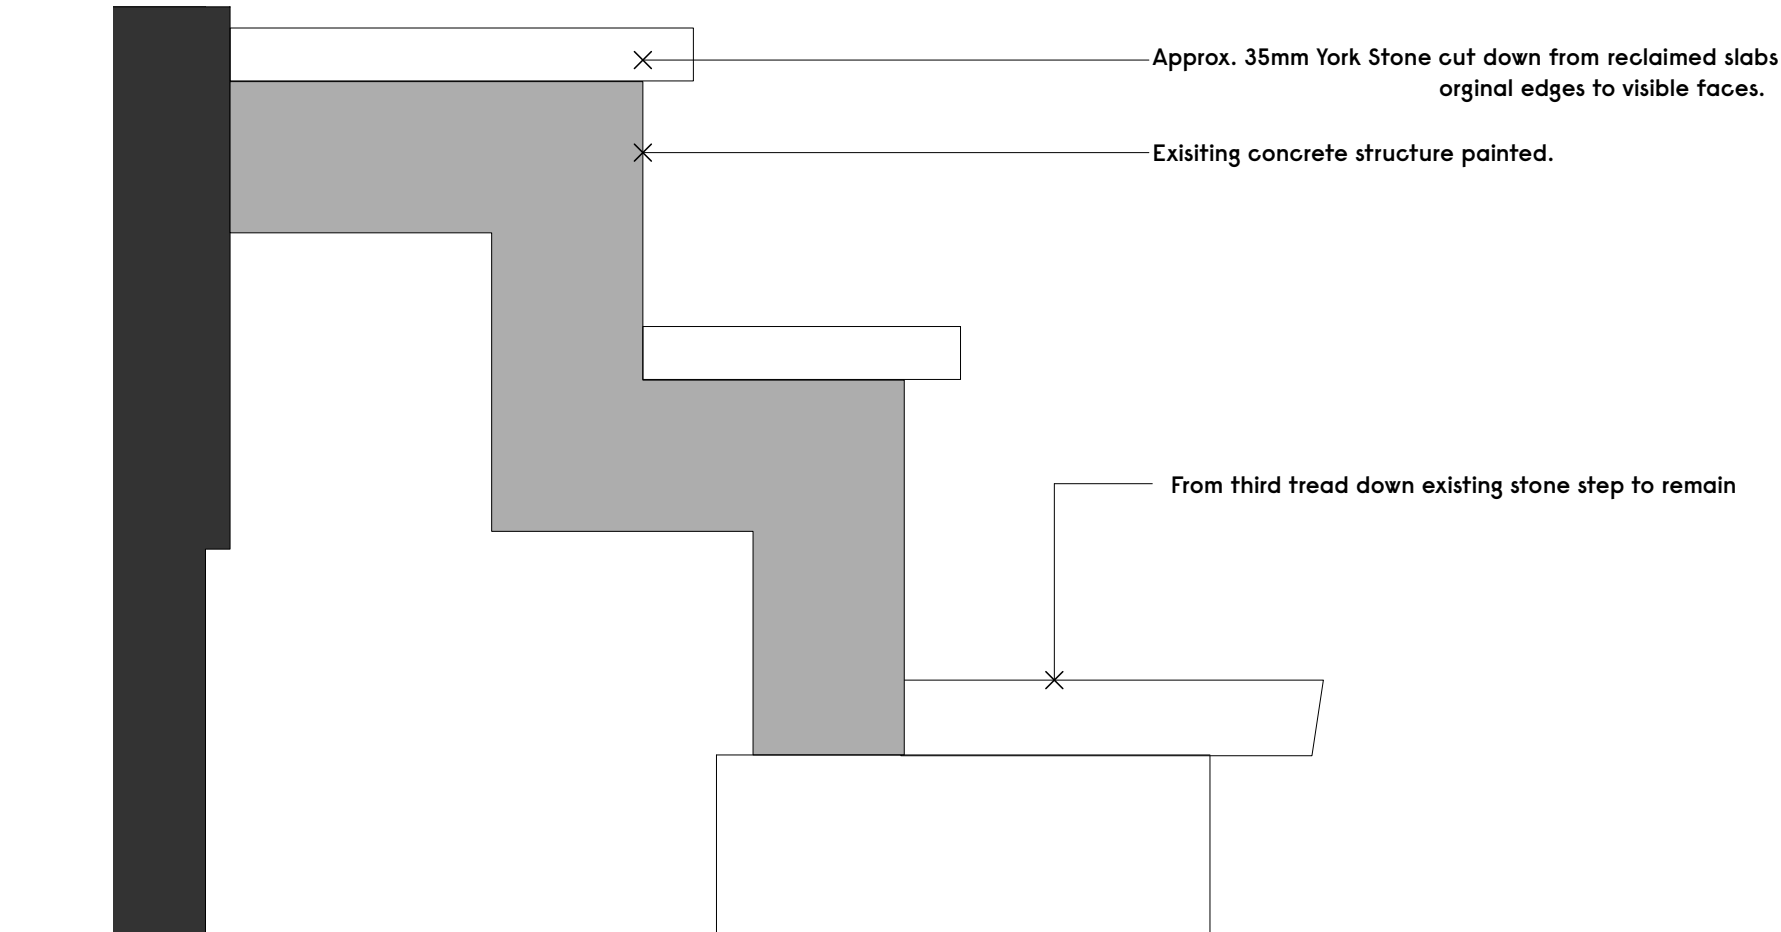 Approx. 35mm York Stone cut down from reclaimed slabs
orginal edges to visible faces.
Exisiting concrete structure painted.
From third tread down existing stone step to remain